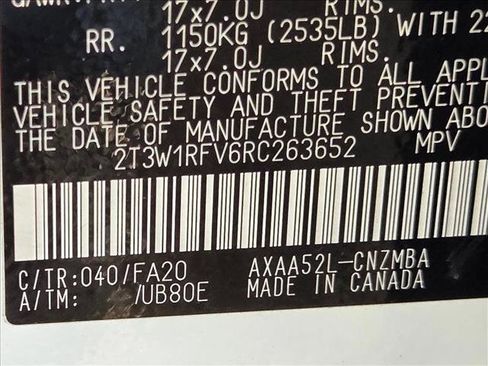 17x7.0J RIMS.
RR. 1150KG (2535LB) WITH 22
17x7.0J RIMS.
THIS VEHICLE CONFORMS TO ALL APPL
VEHICLE SAFETY AND THEFT PREVENTI
THE DATE OF MANUFACTURE SHOWN ABO
2T3W1RFV6RC263652 MPV
C/TR:040/FA20 AXAA52L-CNZMBA
A/TM: /UB80E MADE IN CANADA